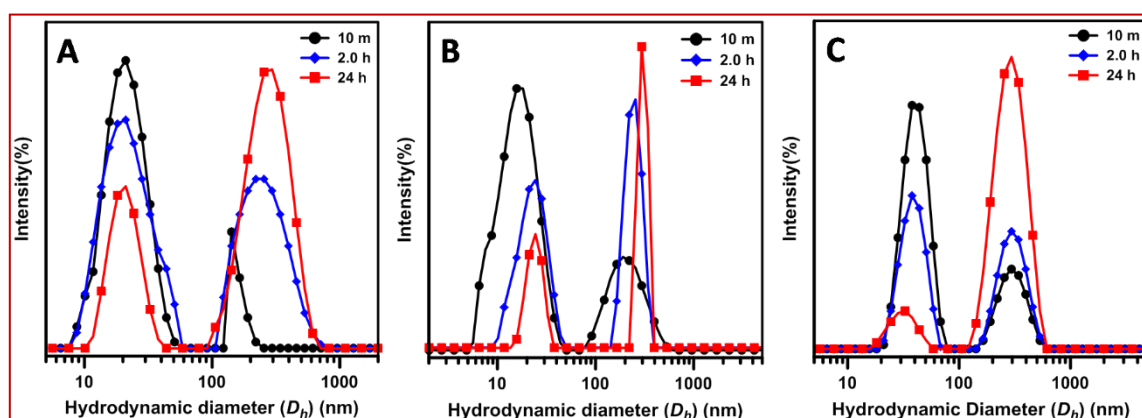 A
10 m
2.0 h
24 h
Intensity(%)
10
100
1000
Hydrodynamic diameter (Dh) (nm)
B
10 m
2.0 h
24 h
Intensity(%)
10
100
1000
Hydrodynamic diameter (Dh) (nm)
C
10 m
2.0 h
24 h
Intensity(%)
10
100
1000
Hydrodynamic Diameter (Dh) (nm)